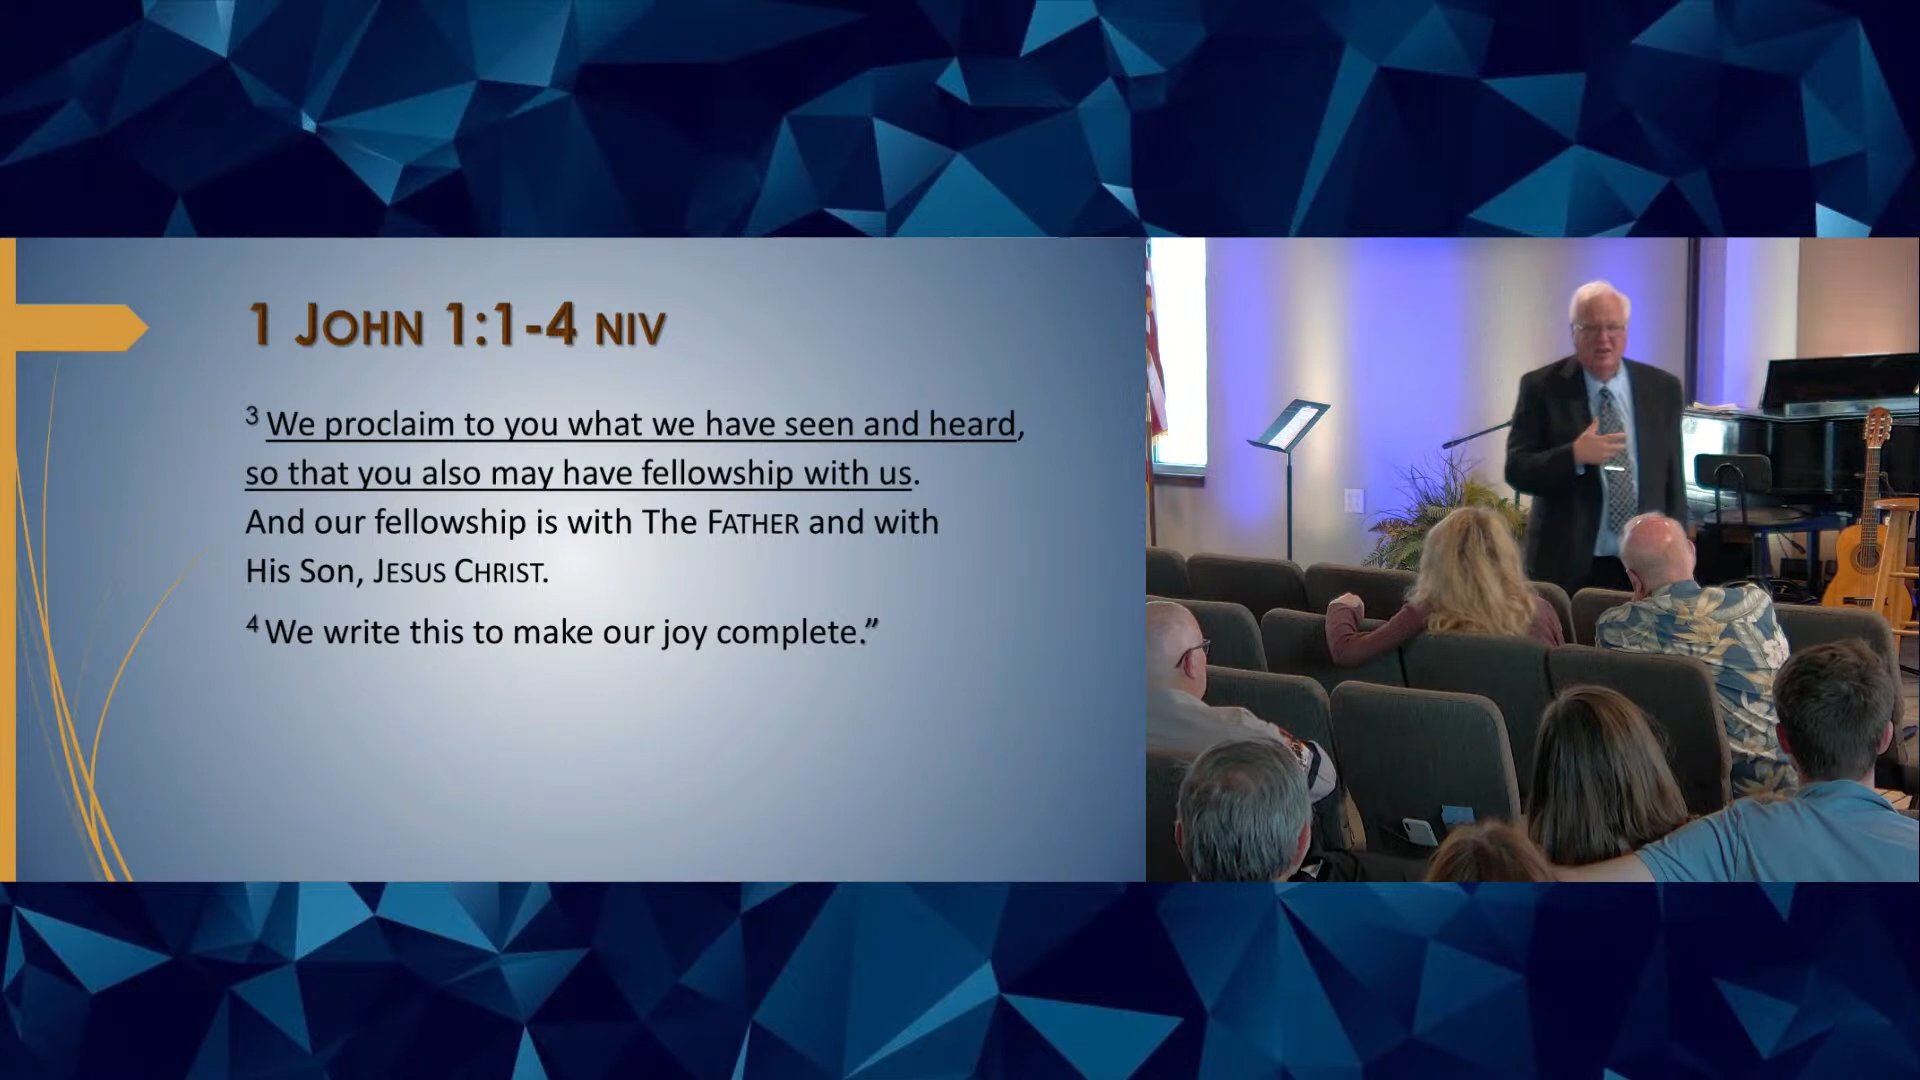 1 JOHN 1:1-4 NIV
3 We proclaim to you what we have seen and heard,
so that you also may have fellowship with us.
And our fellowship is with The FATHER and with
His Son, JESUS CHRIST.
4 We write this to make our joy complete.”